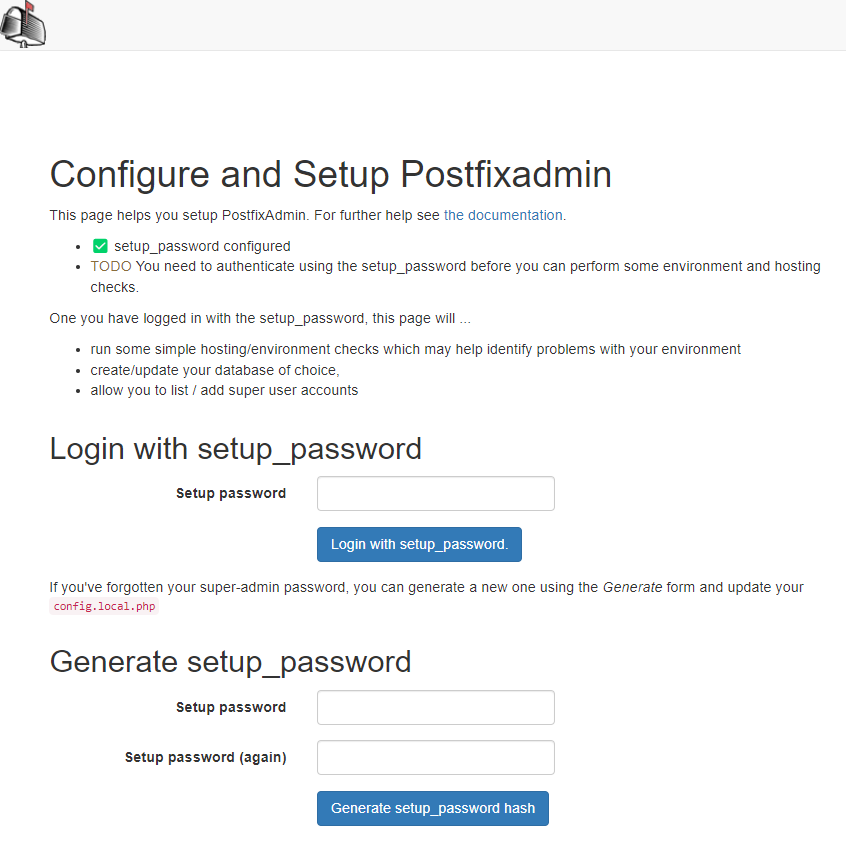 Configure and Setup Postfixadmin
This page helps you setup PostfixAdmin. For further help see the documentation.
setup_password configured
TODO You need to authenticate using the setup_password before you can perform some environment and hosting
checks.
One you have logged in with the setup_password, this page will ...
run some simple hosting/environment checks which may help identify problems with your environment
create/update your database of choice,
allow you to list / add super user accounts
Login with setup_password
Setup password
Login with setup_password.
If you've forgotten your super-admin password, you can generate a new one using the Generate form and update your
config.local.php
Generate setup_password
Setup password
Setup password (again)
Generate setup_password hash